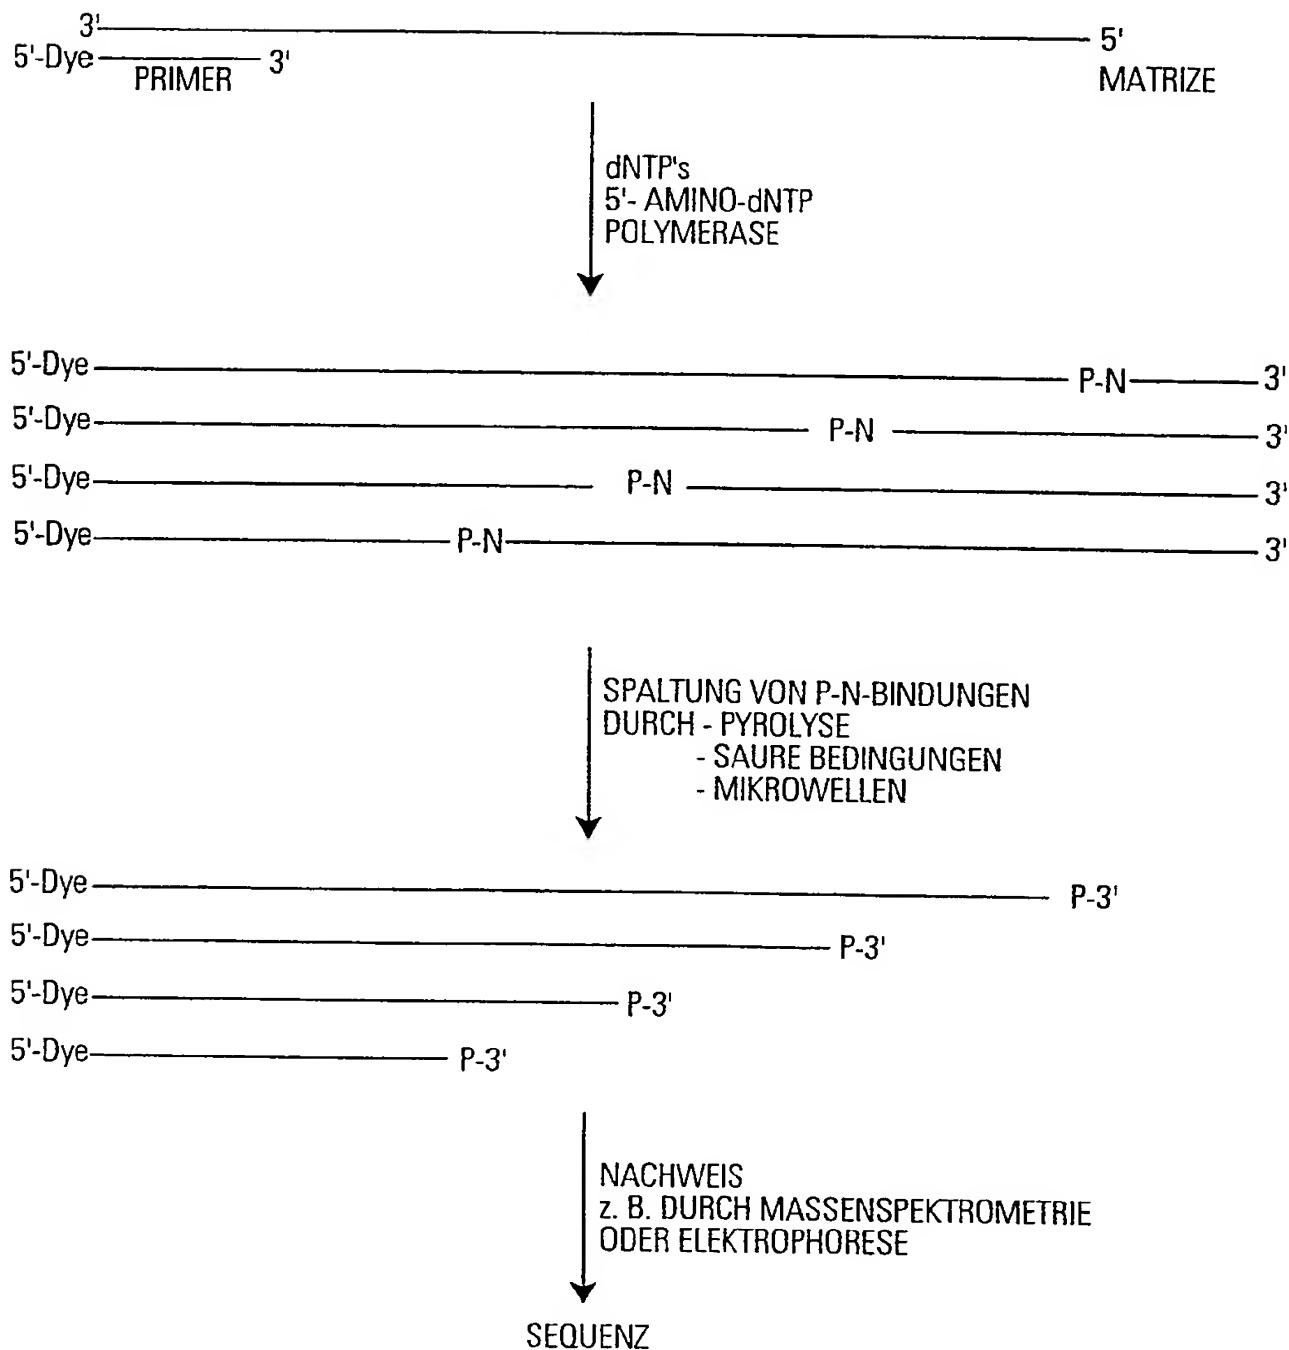 3' 5'
5'-Dye 3'
PRIMER MATRIZE
dNTP's
5'- AMINO-dNTP
POLYMERASE
5'-Dye P-N 3'
5'-Dye P-N 3'
5'-Dye P-N 3'
5'-Dye P-N 3'
SPALTUNG VON P-N-BINDUNGEN
DURCH - PYROLYSE
- SAURE BEDINGUNGEN
- MIKROWELLEN
5'-Dye P-3'
5'-Dye P-3'
5'-Dye P-3'
5'-Dye P-3'
NACHWEIS
z. B. DURCH MASSENSPEKTROMETRIE
ODER ELEKTROPHORESE
SEQUENZ